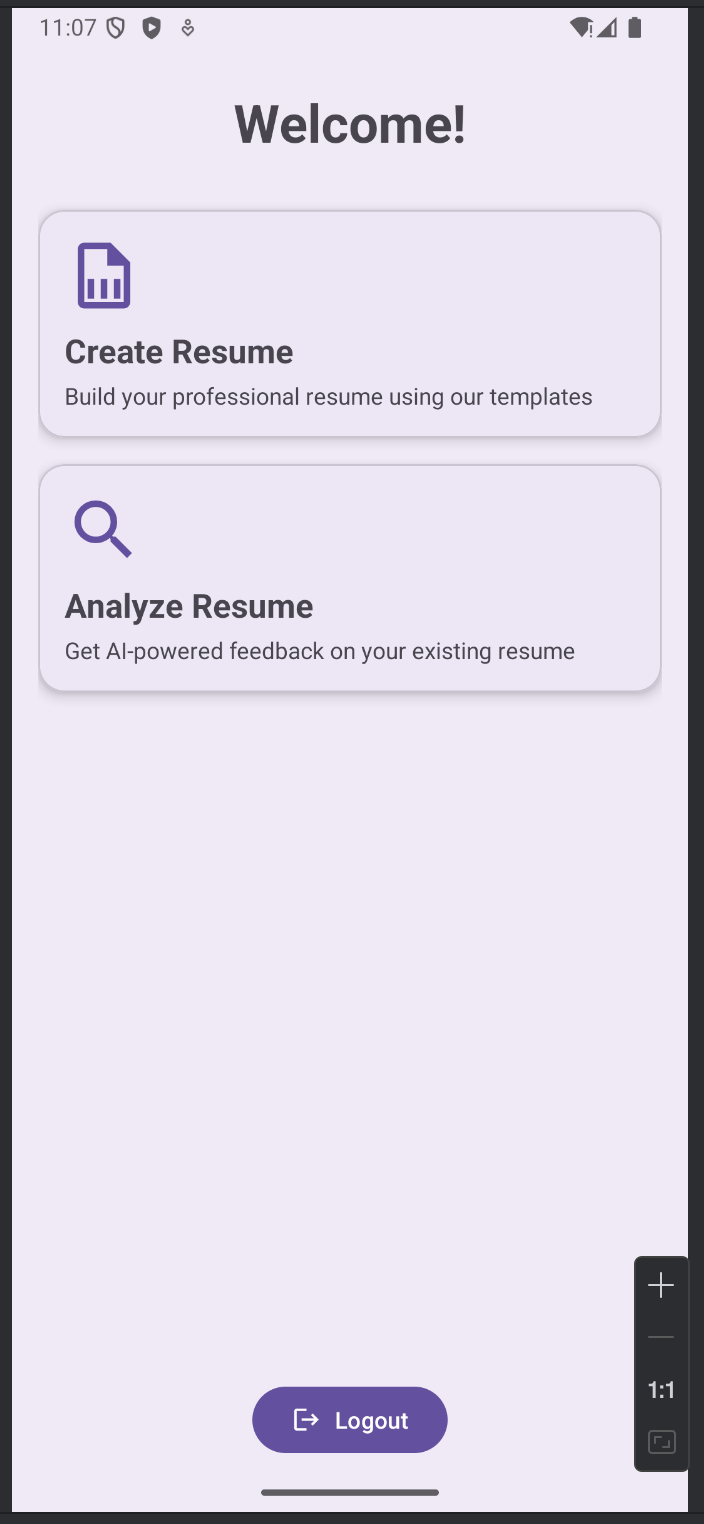 11:07
Welcome!
Create Resume
Build your professional resume using our templates
Analyze Resume
Get AI-powered feedback on your existing resume
1:1
Logout